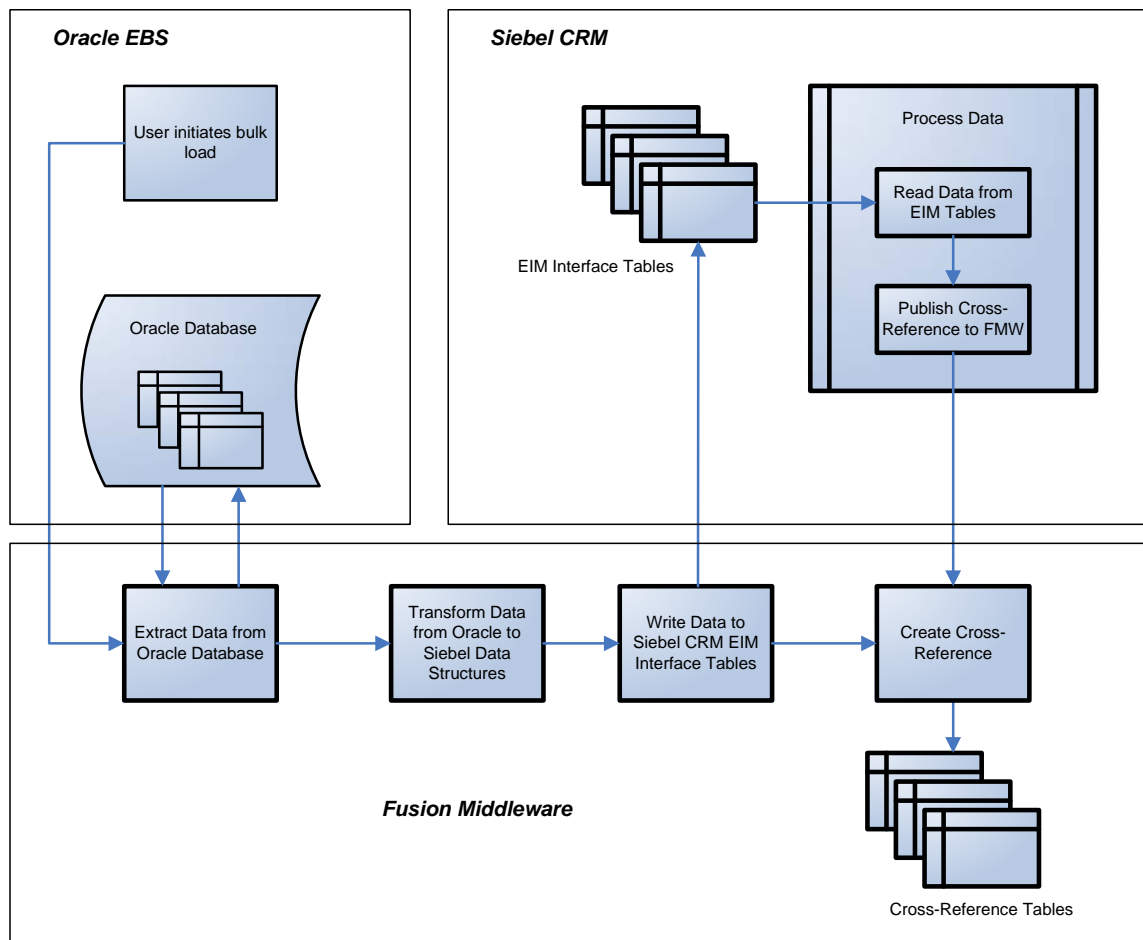 Oracle EBS
User initiates bulk
load
Oracle Database
Siebel CRM
EIM Interface Tables
Process Data
Read Data from
EIM Tables
Publish Cross-
Reference to FMW
Extract Data from
Oracle Database
Transform Data
from Oracle to
Siebel Data
Structures
Write Data to
Siebel CRM EIM
Interface Tables
Create Cross-
Reference
Fusion Middleware
Cross-Reference Tables